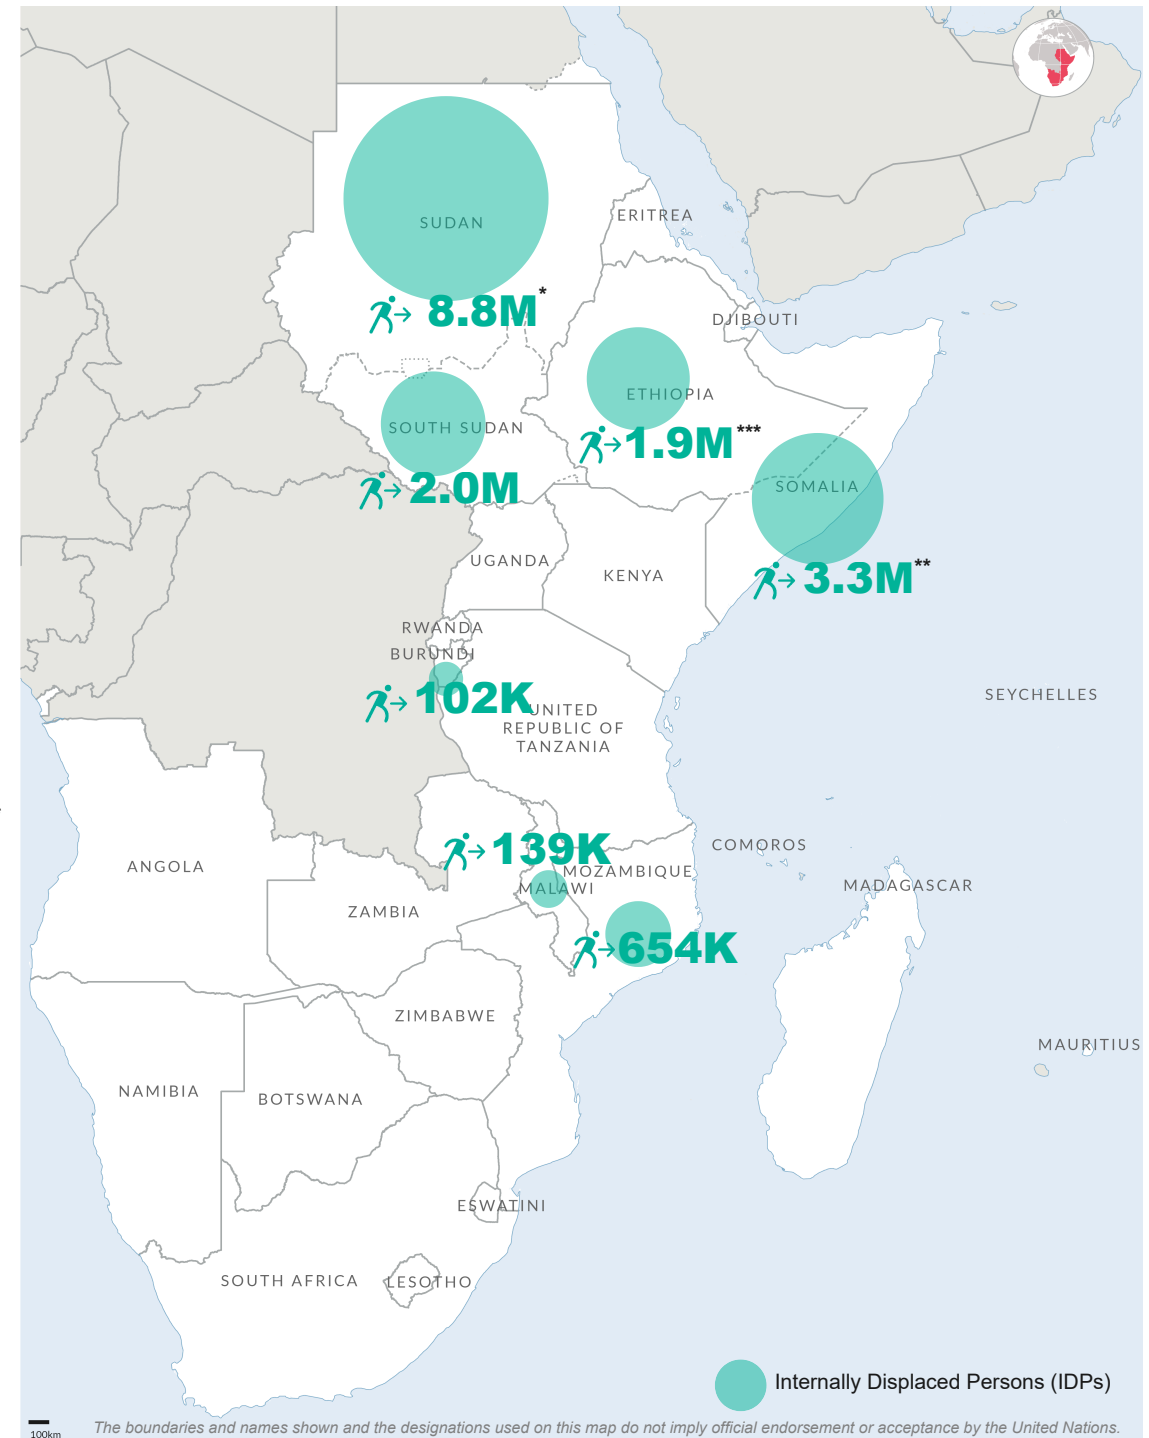 SUDAN
ERITREA
8.8M*
DJIBOUTI
ETHIOPIA
SOUTH SUDAN
1.9M***
2.0M
SOMALIA
UGANDA
KENYA
3.3M**
RWANDA
BURUNDI
102K
SEYCHELLES
UNITED
REPUBLIC OF
TANZANIA
139K
COMOROS
ANGOLA
MOZAMBIQUE
MALAWI
MADAGASCAR
ZAMBIA
654K
ZIMBABWE
MAURITIUS
NAMIBIA
BOTSWANA
ESWATINI
SOUTH AFRICA
LESOTHO
Internally Displaced Persons (IDPs)
100km
The boundaries and names shown and the designations used on this map do not imply official endorsement or acceptance by the United Nations.